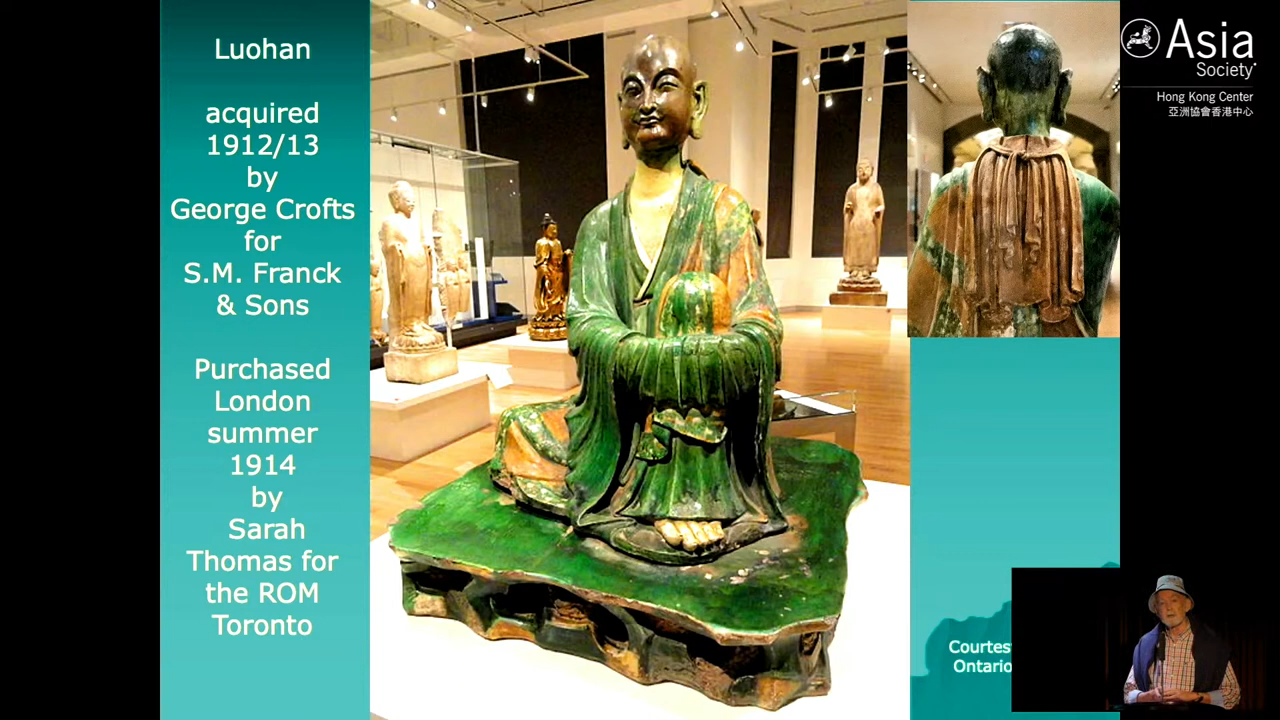 Luohan
acquired
1912/13
by
George Crofts
for
S.M. Franck
& Sons
Purchased
London
summer
1914
by
Sarah
Thomas for
the ROM
Toronto
Asia
Society
Hong Kong Center
亞洲協會香港中心
Ontario